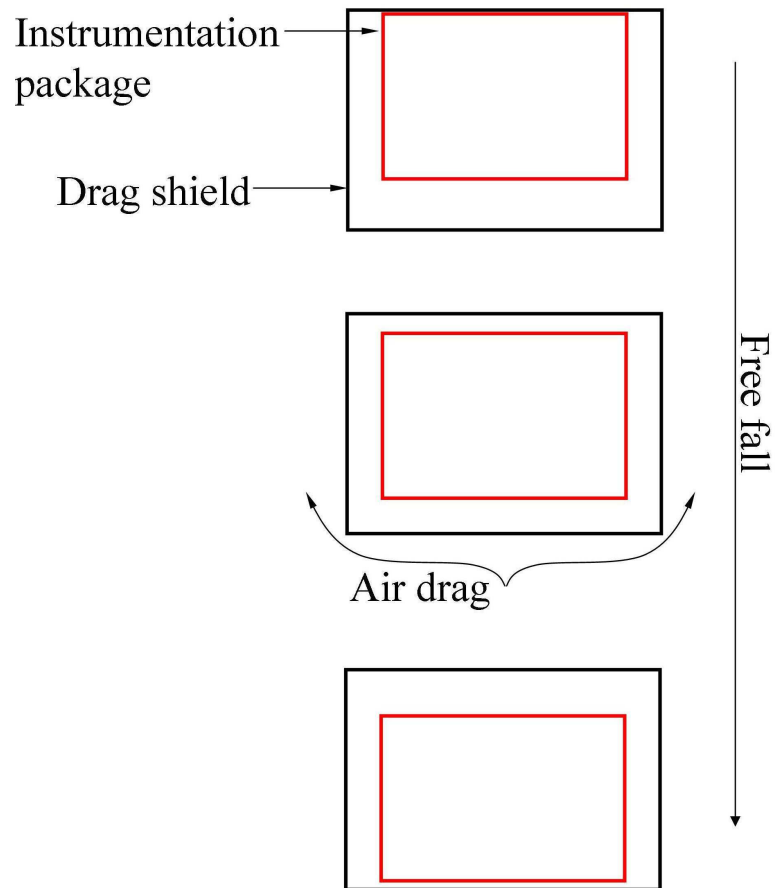 Instrumentation
package
Drag shield
Free fall
Air drag